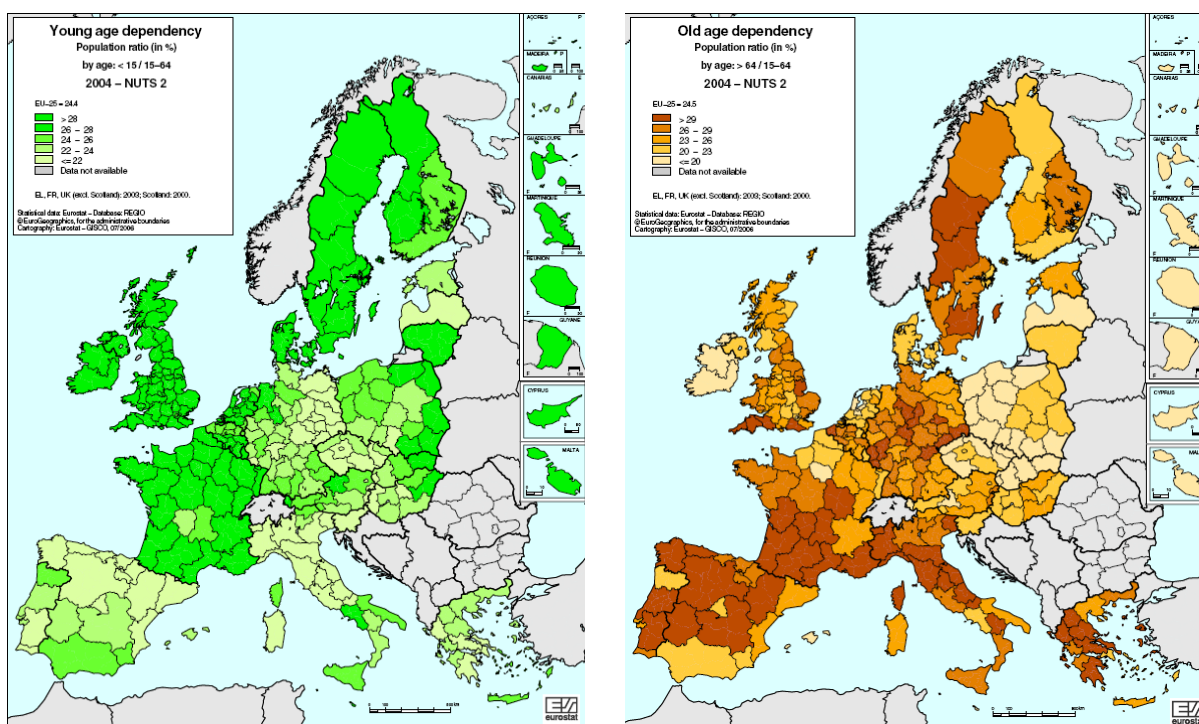 Young age dependency
Population ratio (in %)
by age: < 15 / 15–64
2004 – NUTS 2
EU–25 = 24.4
> 28
26 – 28
24 – 26
22 – 24
<= 22
Data not available
EL, FR, UK (excl. Scotland): 2003; Scotland: 2000.
Statistical data: Eurostat – Database: REGIO
© EuroGeographics, for the administrative boundaries
Cartography: Eurostat – GISCO, 07/2006
AÇORES P
MADEIRA P
CANARIAS E
GUADELOUPE
F
MARTINIQUE
F
REUNION
F
GUYANE
F
CYPRUS
MALTA
eurostat
Old age dependency
Population ratio (in %)
by age: > 64 / 15–64
2004 – NUTS 2
EU–25 = 24.5
> 29
26 – 29
23 – 26
20 – 23
<= 20
Data not available
EL, FR, UK (excl. Scotland): 2003; Scotland: 2000.
Statistical data: Eurostat – Database: REGIO
© EuroGeographics, for the administrative boundaries
Cartography: Eurostat – GISCO, 07/2006
AÇORES
MADEIRA P
CANARIAS
GUADELOUPE
F
MARTINIQUE
F
REUNION
F
GUYANE
F
CYPRUS
eurostat